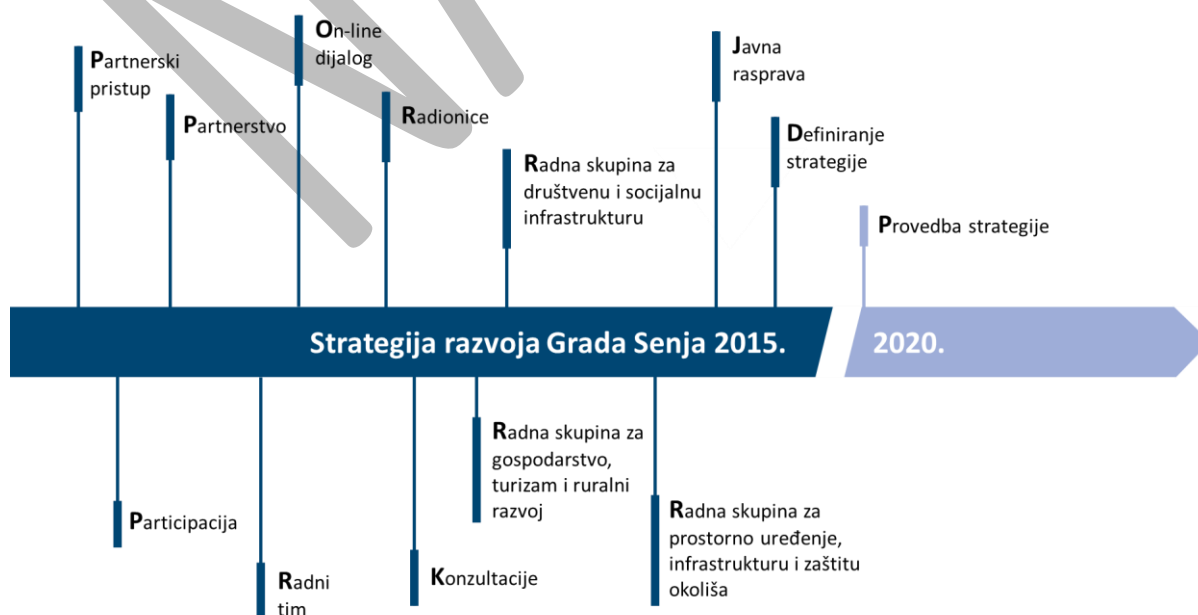 Partnerski
pristup
Partnerstvo
On-line
dijalog
Radionice
Radna skupina za
društvenu i socijalnu
infrastrukturu
Javna
rasprava
Definiranje
strategije
Provedba strategije
Strategija razvoja Grada Senja 2015.
2020.
Participacija
Radni
tim
Konzultacije
Radna skupina za
gospodarstvo,
turizam i ruralni
razvoj
Radna skupina za
prostorno uređenje,
infrastrukturu i zaštitu
okoliša